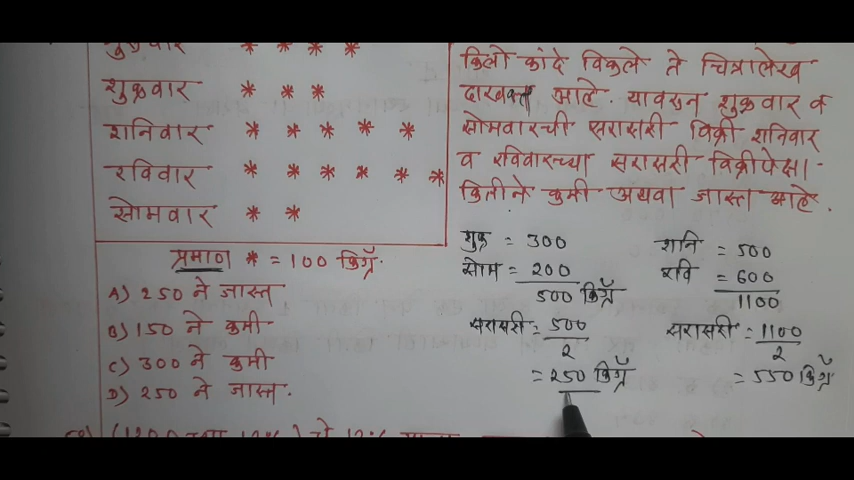 गुरुवार * * * *
शुक्रवार * * *
शनिवार * * * * *
रविवार * * * * * *
सोमवार * *
प्रमाण * = 100 किग्रॅ.
A) 250 ने जास्त
B) 150 ने कमी
C) 300 ने कमी
D) 250 ने जास्त.
किलो कांदे विकले ते चित्रालेख
आहे. यावरुन शुक्रवार व
सोमवारची सरासरी विक्री शनिवार
व रविवारच्या सरासरी विक्रीपेक्षा
कितीने कमी अथवा जास्त आहे.
शुक्र = 300
सोम = 200
500 किग्रॅ
सरासरी = 500
2
= 250 किग्रॅ
शनि = 500
रवि = 600
1100
सरासरी = 1100
2
= 550 किग्रॅ